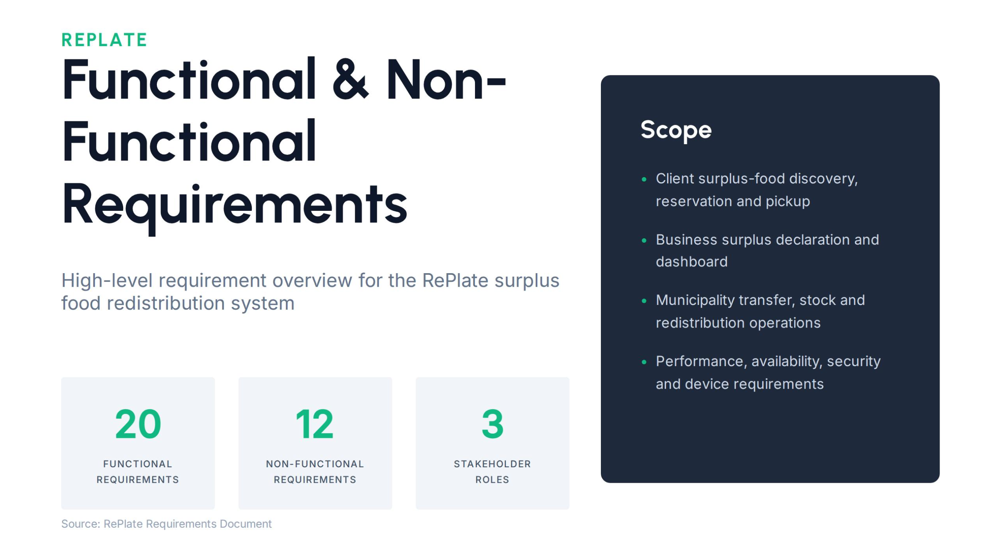 REPLATE
Functional & Non-
Functional
Requirements
High-level requirement overview for the RePlate surplus
food redistribution system
20
FUNCTIONAL
REQUIREMENTS
12
NON-FUNCTIONAL
REQUIREMENTS
3
STAKEHOLDER
ROLES
Source: RePlate Requirements Document
Scope
• Client surplus-food discovery,
reservation and pickup
• Business surplus declaration and
dashboard
• Municipality transfer, stock and
redistribution operations
• Performance, availability, security
and device requirements